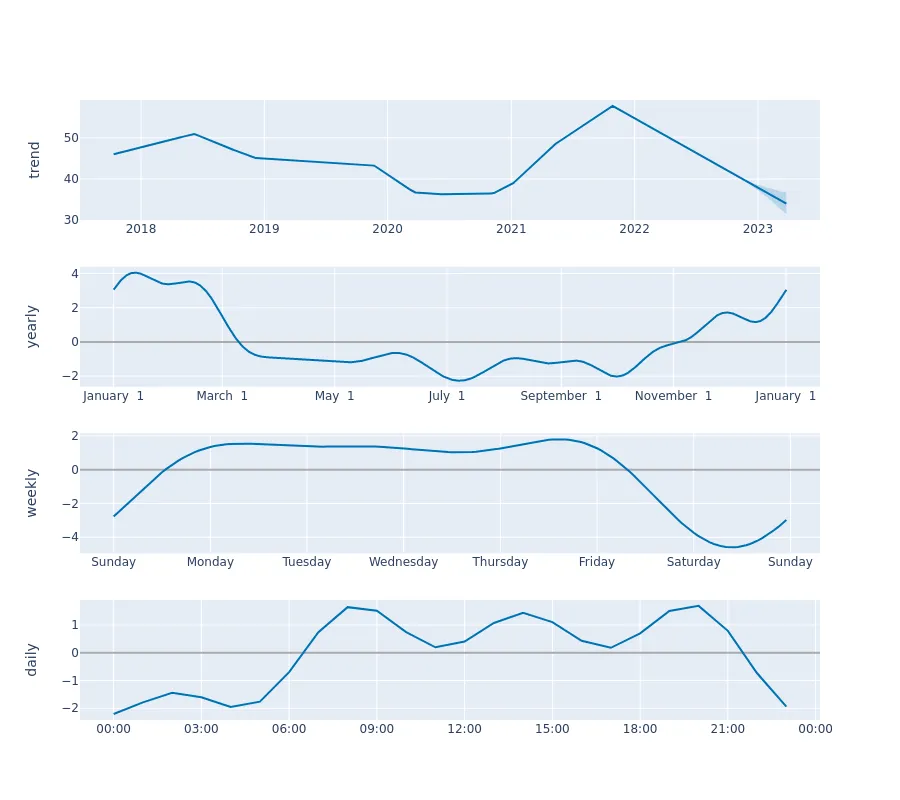 trend
50
40
30
2018 2019 2020 2021 2022 2023
yearly
4
2
0
−2
January 1 March 1 May 1 July 1 September 1 November 1 January 1
weekly
2
0
−2
−4
Sunday Monday Tuesday Wednesday Thursday Friday Saturday Sunday
daily
1
0
−1
−2
00:00 03:00 06:00 09:00 12:00 15:00 18:00 21:00 00:00